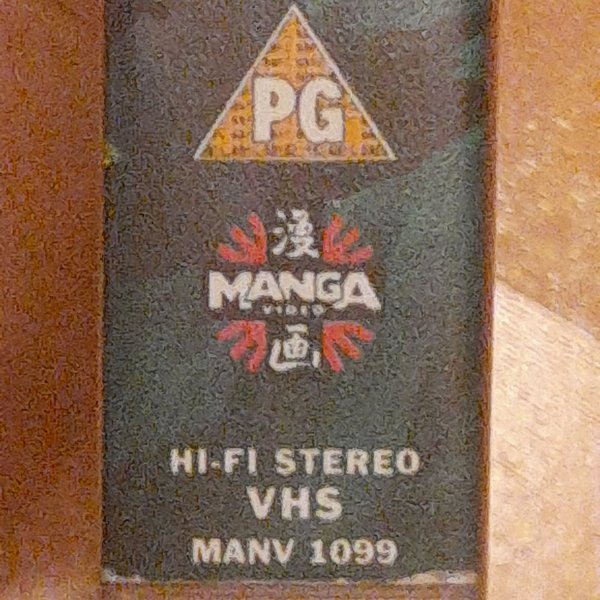 PG
漫
MANGA
VIDEO
画
HI-FI STEREO
VHS
MANV 1099